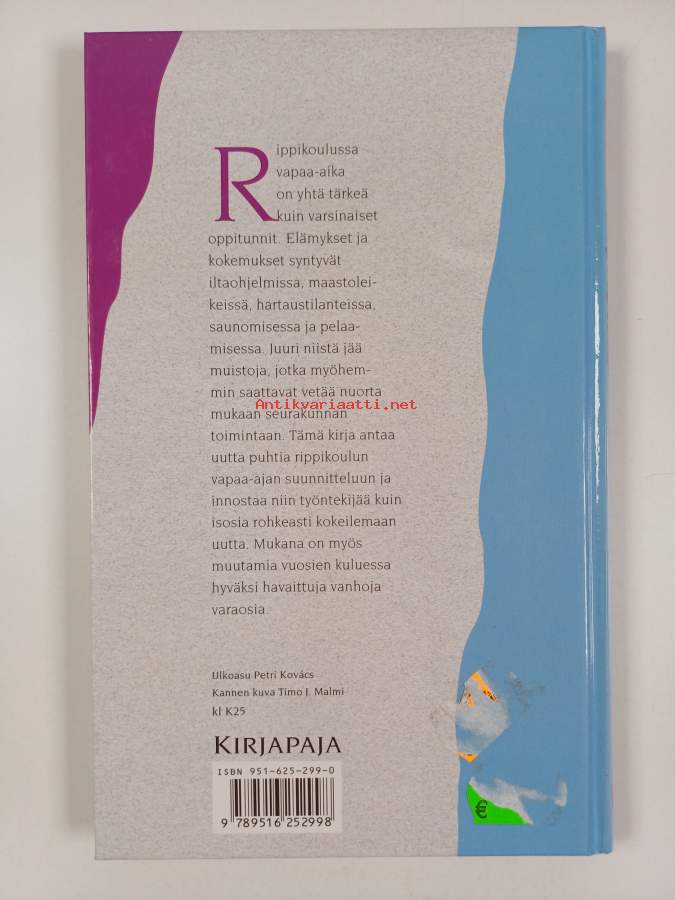 Rippikoulussa
vapaa-aika
on yhtä tärkeä
kuin varsinaiset
oppitunnit. Elämykset ja
kokemukset syntyvät
iltaohjelmissa, maastolei-
keissä, hartaustilanteissa,
saunomisessa ja pelaa-
misessa. Juuri niistä jää
muistoja, jotka myöhem-
min saattavat vetää nuorta
Antikvariaatti.net
mukaan seurakunnan
toimintaan. Tämä kirja antaa
uutta puhtia rippikoulun
vapaa-ajan suunnitteluun ja
innostaa niin työntekijää kuin
isosia rohkeasti kokeilemaan
uutta. Mukana on myös
muutamia vuosien kuluessa
hyväksi havaittuja vanhoja
varaosia.
Ulkoasu Petri Kovács
Kannen kuva Timo J. Malmi
kl K25
KIRJAPAJA
ISBN 951-625-299-0
9 789516 252998
€